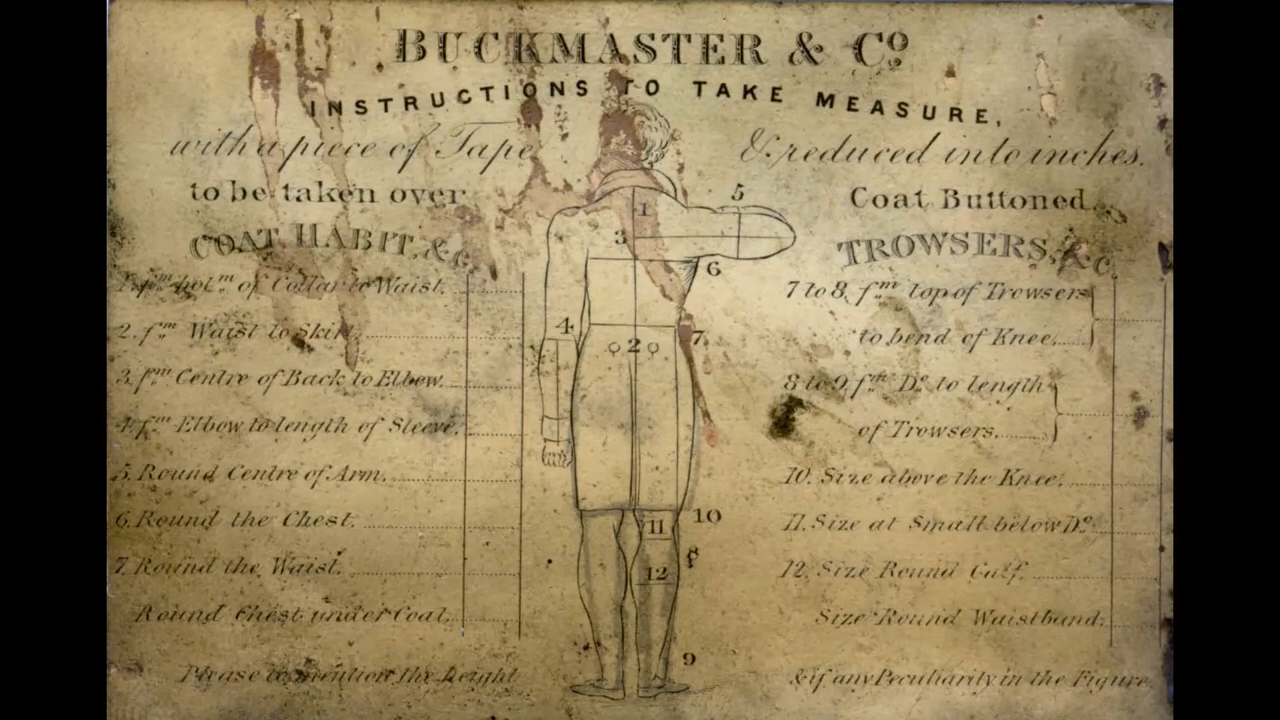 BUCKMASTER & Cº
INSTRUCTIONS TO TAKE MEASURE,
with a piece of Tape & reduced into inches.
to be taken over Coat Buttoned.
COAT HABIT, &c. TROWSERS, &c.
1. fm botm of Collar to Waist.
2. fm Waist to Skirt.
3. fm Centre of Back to Elbow.
4. fm Elbow to length of Sleeve.
5. Round Centre of Arm.
6. Round the Chest.
7. Round the Waist.
Round Chest under Coat.
Please to mention the height
1
2
3
4
5
6
7
8
9
10
11
12
7 to 8. fm top of Trowsers
to bend of Knee.
8 to 9. fm Dº to length
of Trowsers.
10. Size above the Knee.
11. Size at Small below Dº
12. Size Round Calf.
Size Round Waistband.
& if any Peculiarity in the Figure.